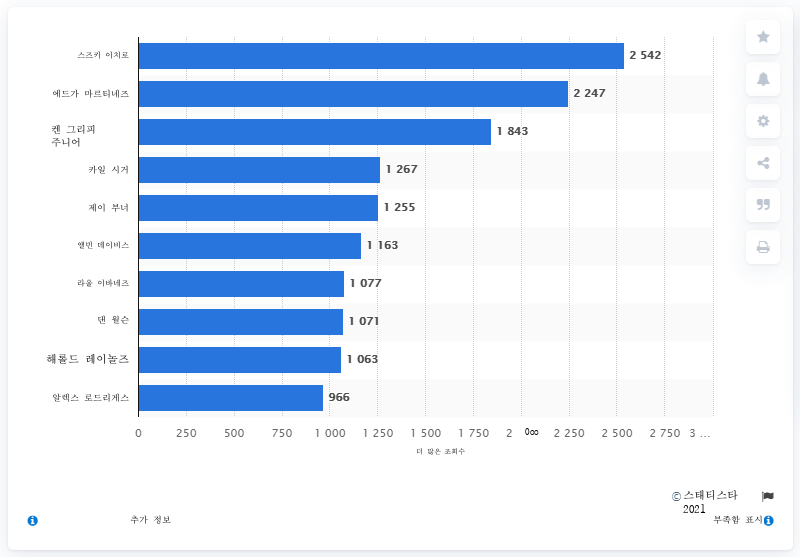 스즈키 이치로
2 542
에드가 마르티네즈
2 247
켄 그리피
주니어
1 843
카일 시거
1 267
제이 부너
1 255
앨빈 데이비스
1 163
라울 이바네즈
1 077
댄 윌슨
1 071
해롤드 레이놀즈
1 063
알렉스 로드리게스
966
0 250 500 750 1 000 1 250 1 500 1 750 2 0∞ 2 250 2 500 2 750 3 ...
더 많은 조회수
© 스태티스타
2021
추가 정보
부족함 표시